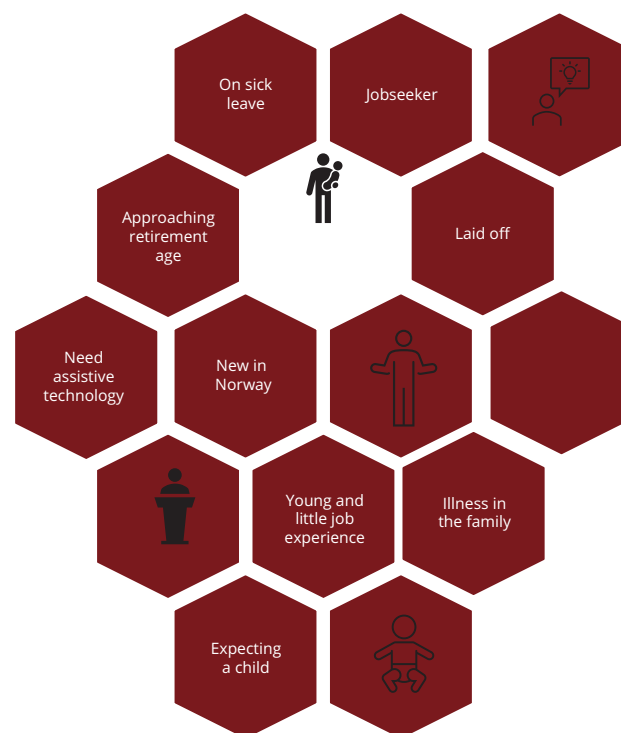 On sick
leave
Jobseeker
Approaching
retirement
age
Laid off
Need
assistive
technology
New in
Norway
Young and
little job
experience
Illness in
the family
Expecting
a child